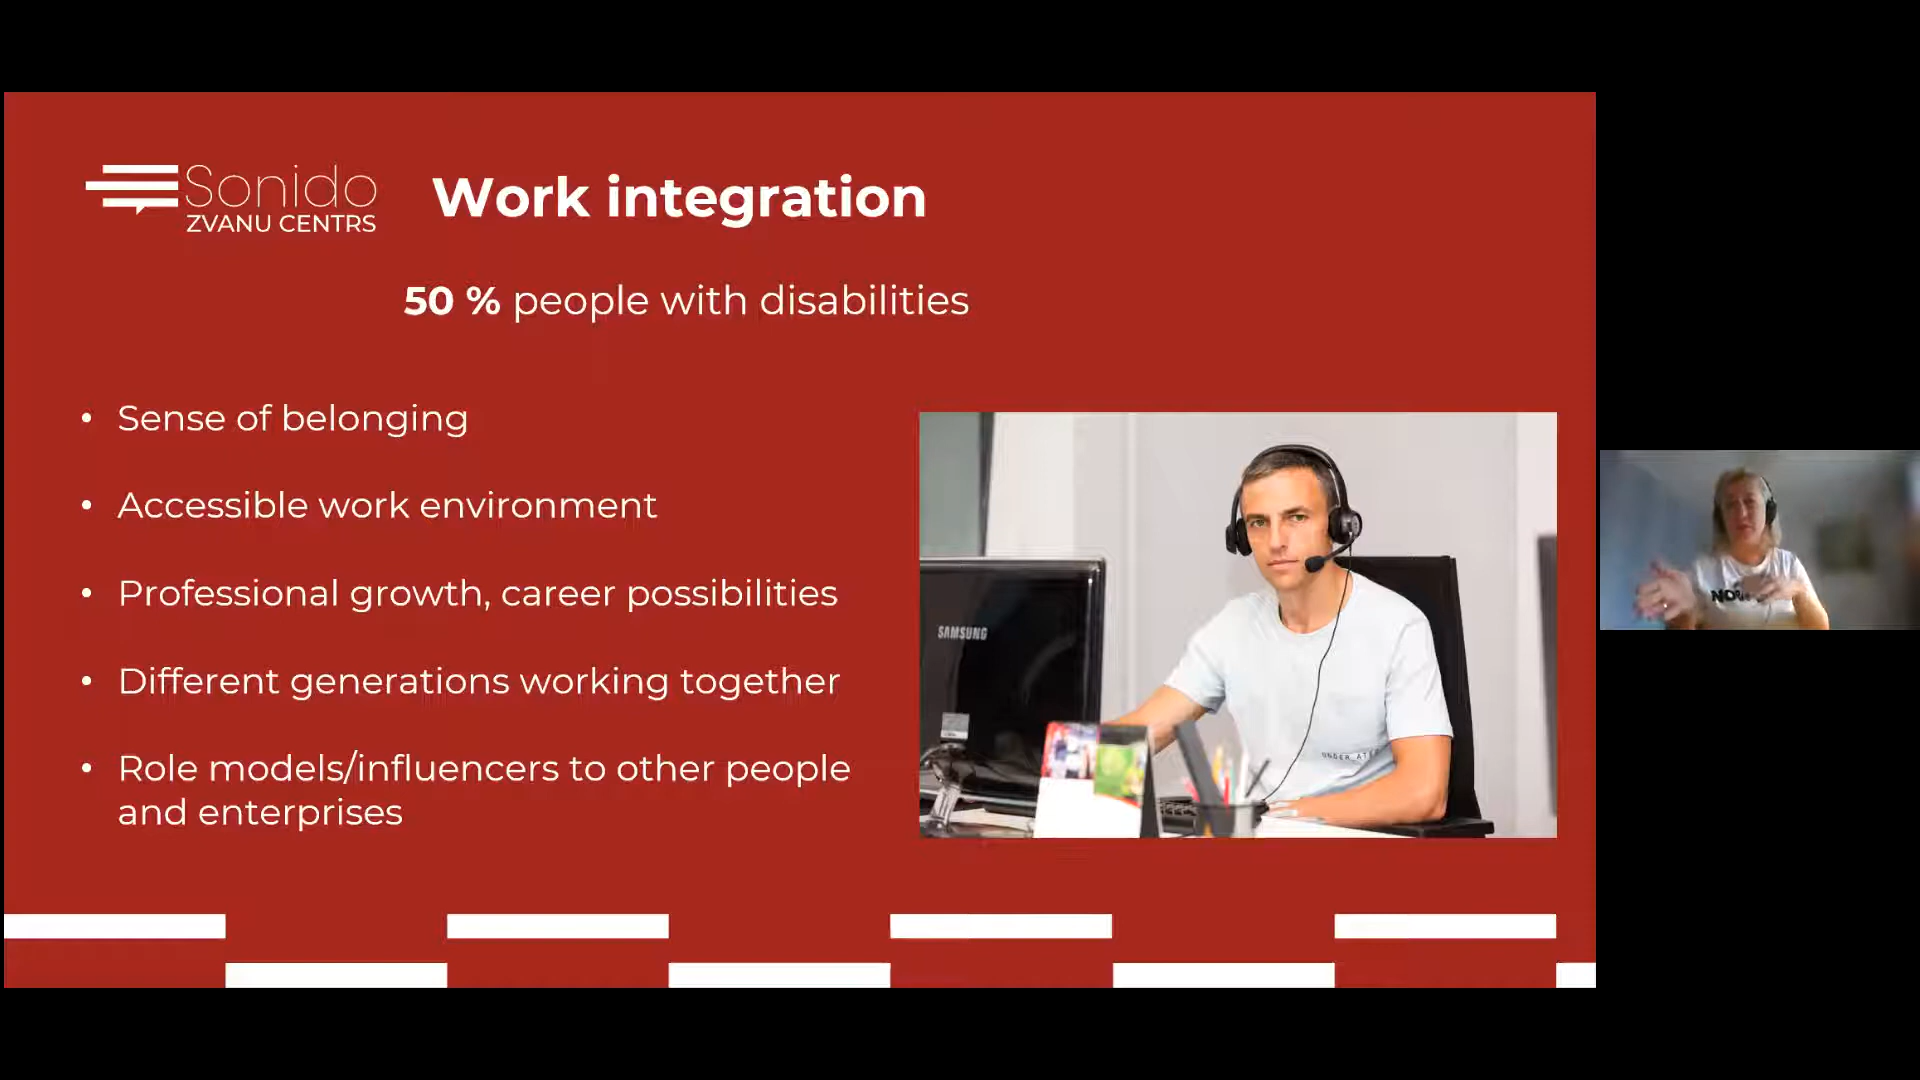 Sonido
ZVANU CENTRS
Work integration
50 % people with disabilities
• Sense of belonging
• Accessible work environment
• Professional growth, career possibilities
• Different generations working together
• Role models/influencers to other people
and enterprises
SAMSUNG